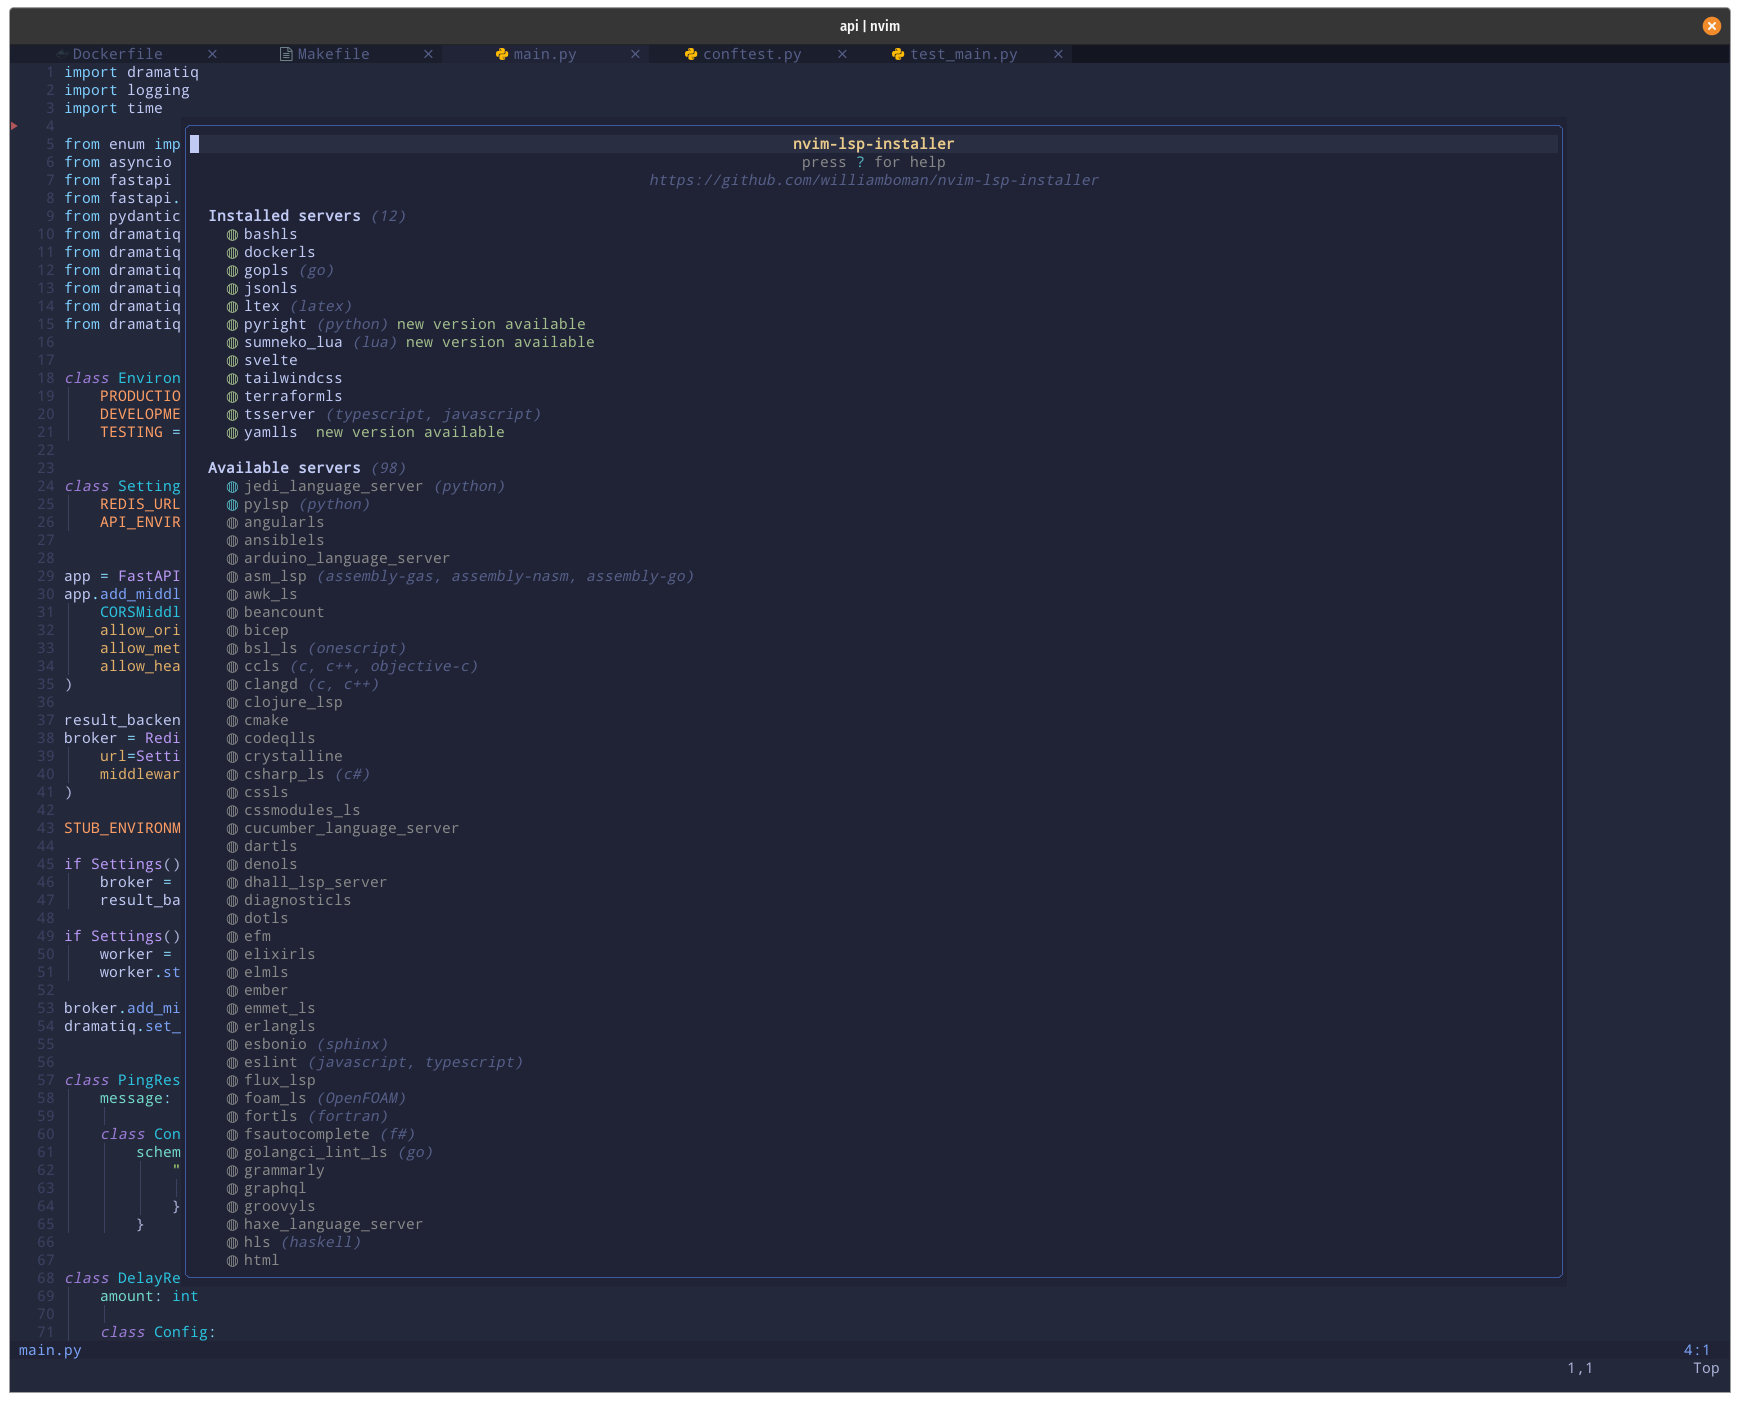 api | nvim
Dockerfile × Makefile × main.py × conftest.py × test_main.py ×
1 import dramatiq
2 import logging
3 import time
4
5 from enum imp
6 from asyncio
7 from fastapi
8 from fastapi.
9 from pydantic
10 from dramatiq
11 from dramatiq
12 from dramatiq
13 from dramatiq
14 from dramatiq
15 from dramatiq
16
17
18 class Environ
19 PRODUCTIO
20 DEVELOPME
21 TESTING =
22
23
24 class Setting
25 REDIS_URL
26 API_ENVIR
27
28
29 app = FastAPI
30 app.add_middl
31 CORSMiddl
32 allow_ori
33 allow_met
34 allow_hea
35 )
36
37 result_backen
38 broker = Redi
39 url=Setti
40 middlewar
41 )
42
43 STUB_ENVIRONM
44
45 if Settings()
46 broker =
47 result_ba
48
49 if Settings()
50 worker =
51 worker.st
52
53 broker.add_mi
54 dramatiq.set_
55
56
57 class PingRes
58 message:
59
60 class Con
61 schem
62 "
63
64 }
65 }
66
67
68 class DelayRe
69 amount: int
70
71 class Config:
nvim-lsp-installer
press ? for help
https://github.com/williamboman/nvim-lsp-installer
Installed servers (12)
bashls
dockerls
gopls (go)
jsonls
ltex (latex)
pyright (python) new version available
sumneko_lua (lua) new version available
svelte
tailwindcss
terraformls
tsserver (typescript, javascript)
yamlls new version available
Available servers (98)
jedi_language_server (python)
pylsp (python)
angularls
ansiblels
arduino_language_server
asm_lsp (assembly-gas, assembly-nasm, assembly-go)
awk_ls
beancount
bicep
bsl_ls (onescript)
ccls (c, c++, objective-c)
clangd (c, c++)
clojure_lsp
cmake
codeqlls
crystalline
csharp_ls (c#)
cssls
cssmodules_ls
cucumber_language_server
dartls
denols
dhall_lsp_server
diagnosticls
dotls
efm
elixirls
elmls
ember
emmet_ls
erlangls
esbonio (sphinx)
eslint (javascript, typescript)
flux_lsp
foam_ls (OpenFOAM)
fortls (fortran)
fsautocomplete (f#)
golangci_lint_ls (go)
grammarly
graphql
groovyls
haxe_language_server
hls (haskell)
html
main.py 4:1
1,1 Top